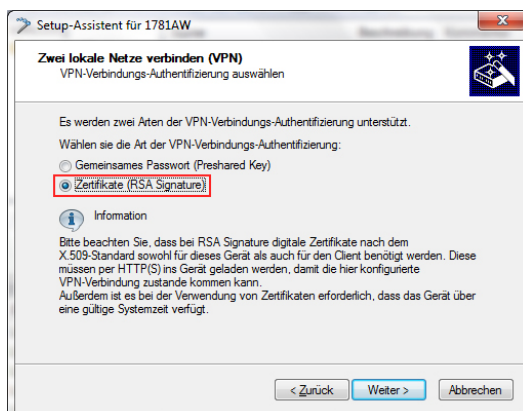 Setup-Assistent für 1781AW
Zwei lokale Netze verbinden (VPN)
VPN-Verbindungs-Authentifizierung auswählen
Es werden zwei Arten der VPN-Verbindungs-Authentifizierung unterstützt.
Wählen sie die Art der VPN-Verbindungs-Authentifizierung:
Gemeinsames Passwort (Preshared Key)
Zertifikate (RSA Signature)
Information
Bitte beachten Sie, dass bei RSA Signature digitale Zertifikate nach dem
X.509-Standard sowohl für dieses Gerät als auch für den Client benötigt werden. Diese
müssen per HTTP(S) ins Gerät geladen werden, damit die hier konfigurierte
VPN-Verbindung zustande kommen kann.
Außerdem ist es bei der Verwendung von Zertifikaten erforderlich, dass das Gerät über
eine gültige Systemzeit verfügt.
< Zurück Weiter > Abbrechen